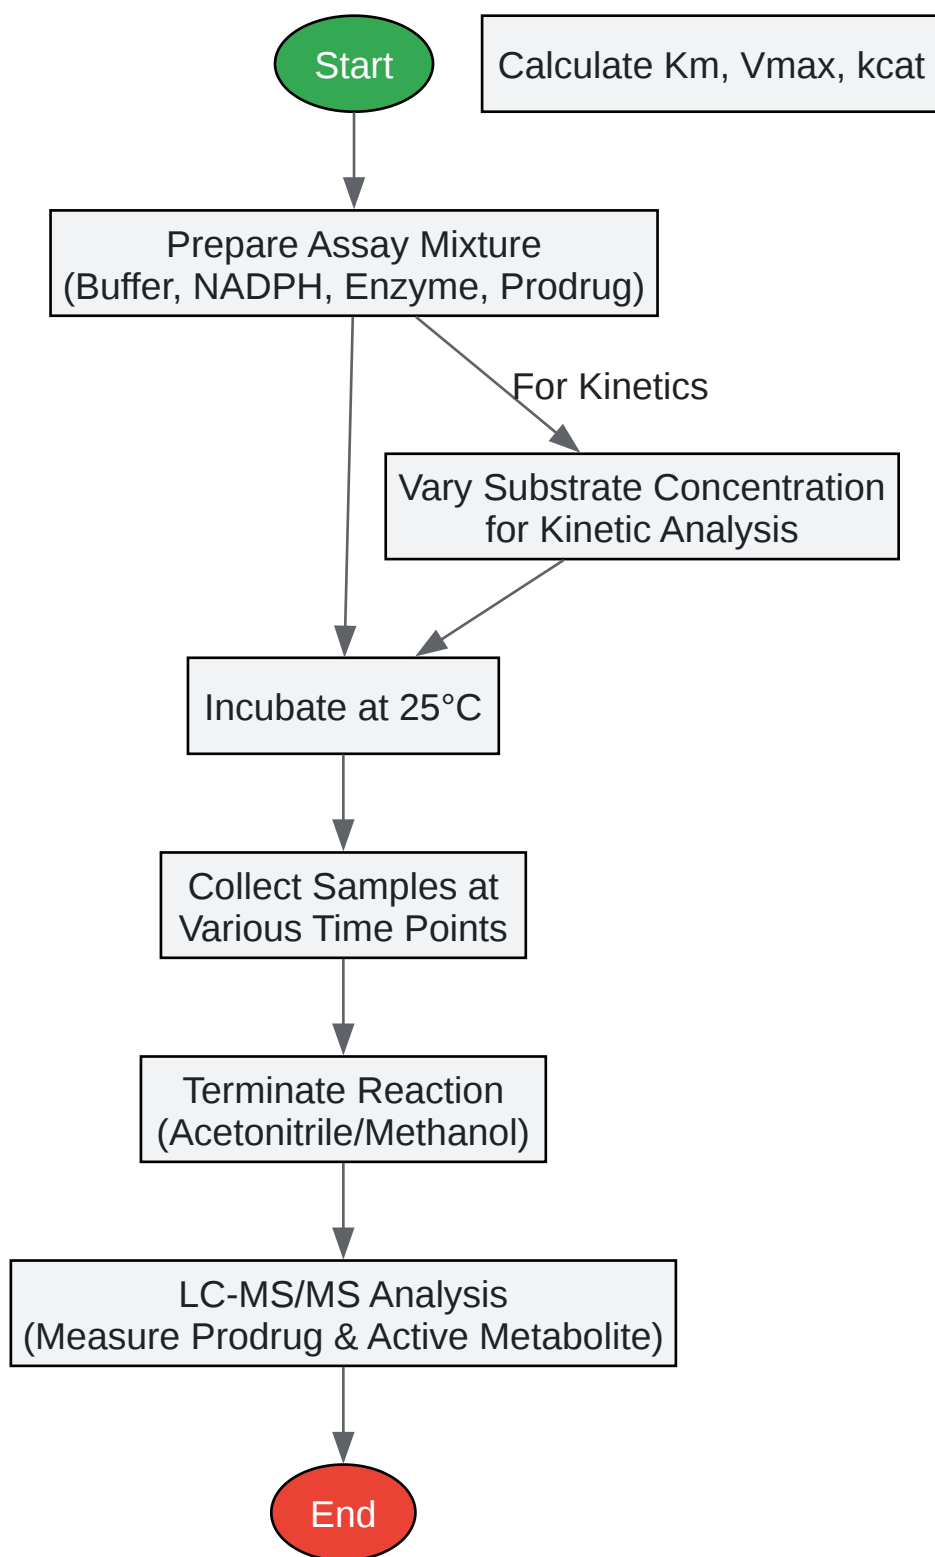 Start
Calculate Km, Vmax, kcat
Prepare Assay Mixture
(Buffer, NADPH, Enzyme, Prodrug)
For Kinetics
Vary Substrate Concentration
for Kinetic Analysis
Incubate at 25°C
Collect Samples at
Various Time Points
Terminate Reaction
(Acetonitrile/Methanol)
LC-MS/MS Analysis
(Measure Prodrug & Active Metabolite)
End